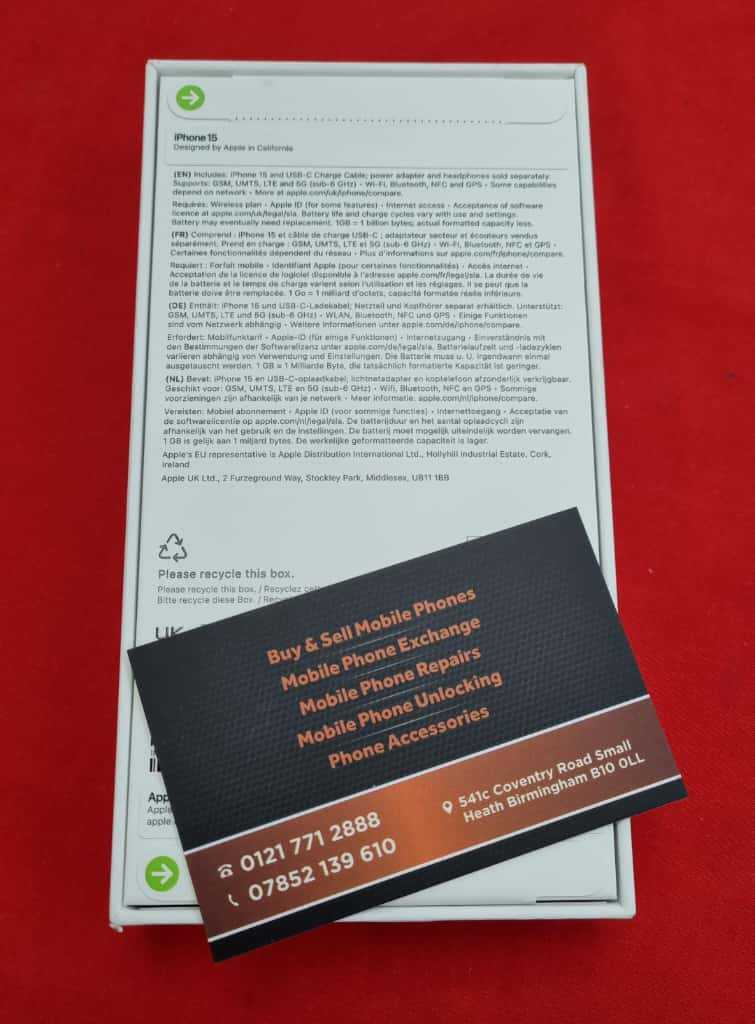 iPhone 15
Designed by Apple in California
(EN) Includes: iPhone 15 and USB-C Charge Cable; power adapter and headphones sold separately.
Supports: GSM, UMTS, LTE and 5G (sub-6 GHz) • Wi-Fi, Bluetooth, NFC and GPS • Some capabilities
depend on network • More at apple.com/uk/iphone/compare.
Requires: Wireless plan • Apple ID (for some features) • Internet access • Acceptance of software
licence at apple.com/uk/legal/sla. Battery life and charge cycles vary with use and settings.
Battery may eventually need replacement. 1GB = 1 billion bytes; actual formatted capacity less.
(FR) Comprend : iPhone 15 et câble de charge USB-C ; adaptateur secteur et écouteurs vendus
séparément. Prend en charge : GSM, UMTS, LTE et 5G (sub-6 GHz) • Wi-Fi, Bluetooth, NFC et GPS •
Certaines fonctionnalités dépendent du réseau • Plus d'informations sur apple.com/fr/iphone/compare.
Requiert : Forfait mobile • Identifiant Apple (pour certaines fonctionnalités) • Accès internet •
Acceptation de la licence de logiciel disponible à l'adresse apple.com/fr/legal/sla. La durée de vie
de la batterie et le temps de charge varient selon l'utilisation et les réglages. Il se peut que la
batterie doive être remplacée. 1 Go = 1 milliard d'octets, capacité formatée réelle inférieure.
(DE) Enthält: iPhone 15 und USB-C-Ladekabel; Netzteil und Kopfhörer separat erhältlich. Unterstützt:
GSM, UMTS, LTE und 5G (sub-6 GHz) • WLAN, Bluetooth, NFC und GPS • Einige Funktionen
sind vom Netzwerk abhängig • Weitere Informationen unter apple.com/de/iphone/compare.
Erfordert: Mobilfunktarif • Apple-ID (für einige Funktionen) • Internetzugang • Einverständnis mit
den Bestimmungen der Softwarelizenz unter apple.com/de/legal/sla. Batterielaufzeit und -ladezyklen
variieren abhängig von Verwendung und Einstellungen. Die Batterie muss u. U. irgendwann einmal
ausgetauscht werden. 1 GB = 1 Milliarde Byte, die tatsächlich formatierte Kapazität ist geringer.
(NL) Bevat: iPhone 15 en USB-C-oplaadkabel; lichtnetadapter en koptelefoon afzonderlijk verkrijgbaar.
Geschikt voor: GSM, UMTS, LTE en 5G (sub-6 GHz) • Wifi, Bluetooth, NFC en GPS • Sommige
voorzieningen zijn afhankelijk van je netwerk • Meer informatie: apple.com/nl/iphone/compare.
Vereisten: Mobiel abonnement • Apple ID (voor sommige functies) • Internettoegang • Acceptatie van
de softwarelicentie op apple.com/nl/legal/sla. De batterijduur en het aantal oplaadcycli zijn
afhankelijk van het gebruik en de instellingen. De batterij moet mogelijk uiteindelijk worden vervangen.
1 GB is gelijk aan 1 miljard bytes. De werkelijke geformatteerde capaciteit is lager.
Apple's EU representative is Apple Distribution International Ltd., Hollyhill Industrial Estate, Cork,
Ireland
Apple UK Ltd., 2 Furzeground Way, Stockley Park, Middlesex, UB11 1BB
Please recycle this box.
Please recycle this box. / Recyclez
Bitte recycle diese Box. /
UK
Buy & Sell Mobile Phones
Mobile Phone Exchange
Mobile Phone Repairs
Mobile Phone Unlocking
Phone Accessories
App
Apple
apple
0121 771 2888
07852 139 610
541c Coventry Road Small
Heath Birmingham B10 0LL